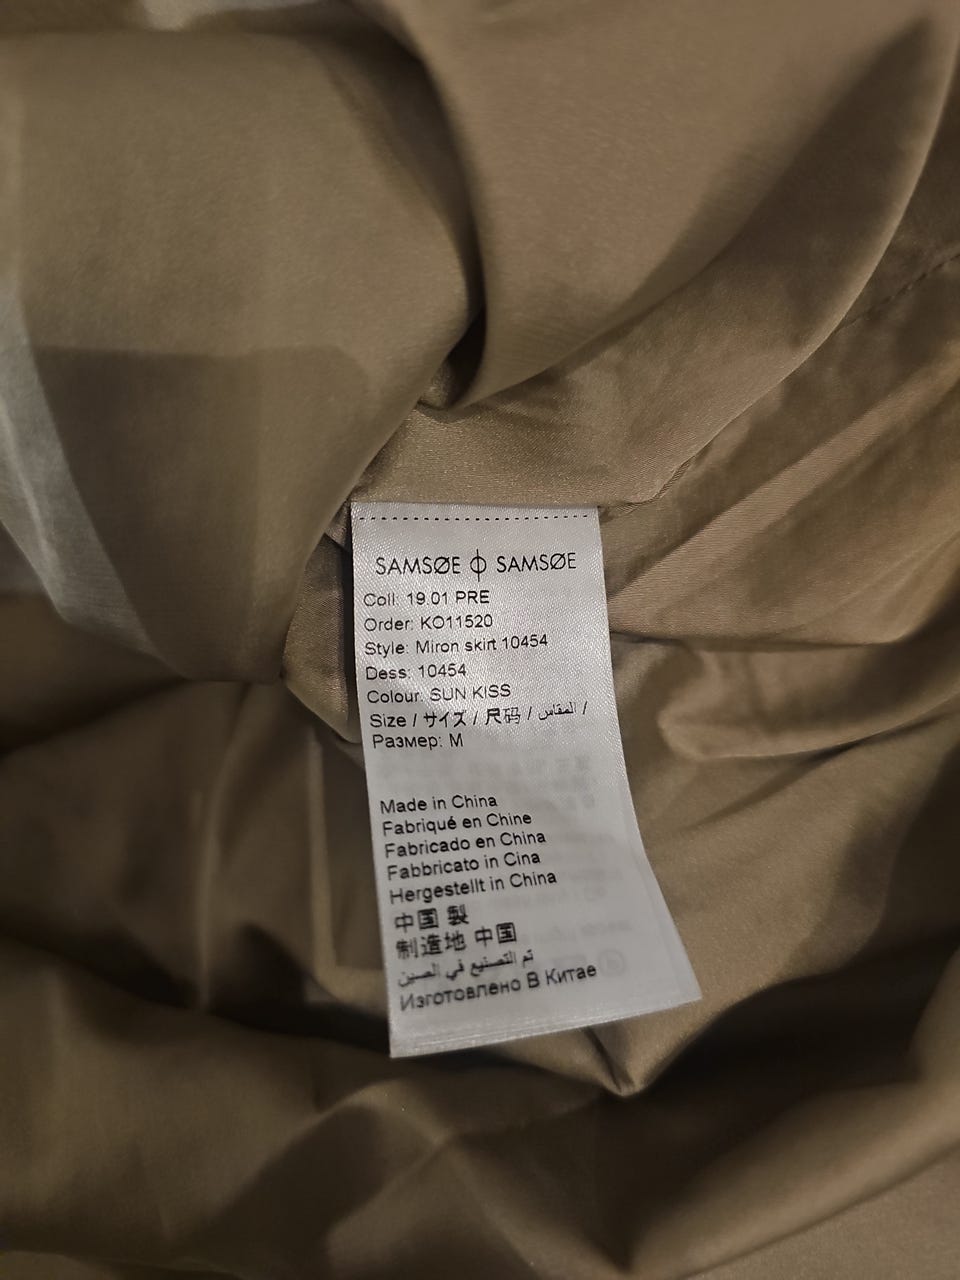 SAMSØE ϕ SAMSØE
Coll: 19.01 PRE
Order: KO11520
Style: Miron skirt 10454
Dess: 10454
Colour: SUN KISS
Size / サイズ / 尺码 / المقاس /
Размер: M
Made in China
Fabriqué en Chine
Fabricado en China
Fabbricato in Cina
Hergestellt in China
中国 製
制造地 中国
تم التصنيع في الصين
Изготовлено В Китае